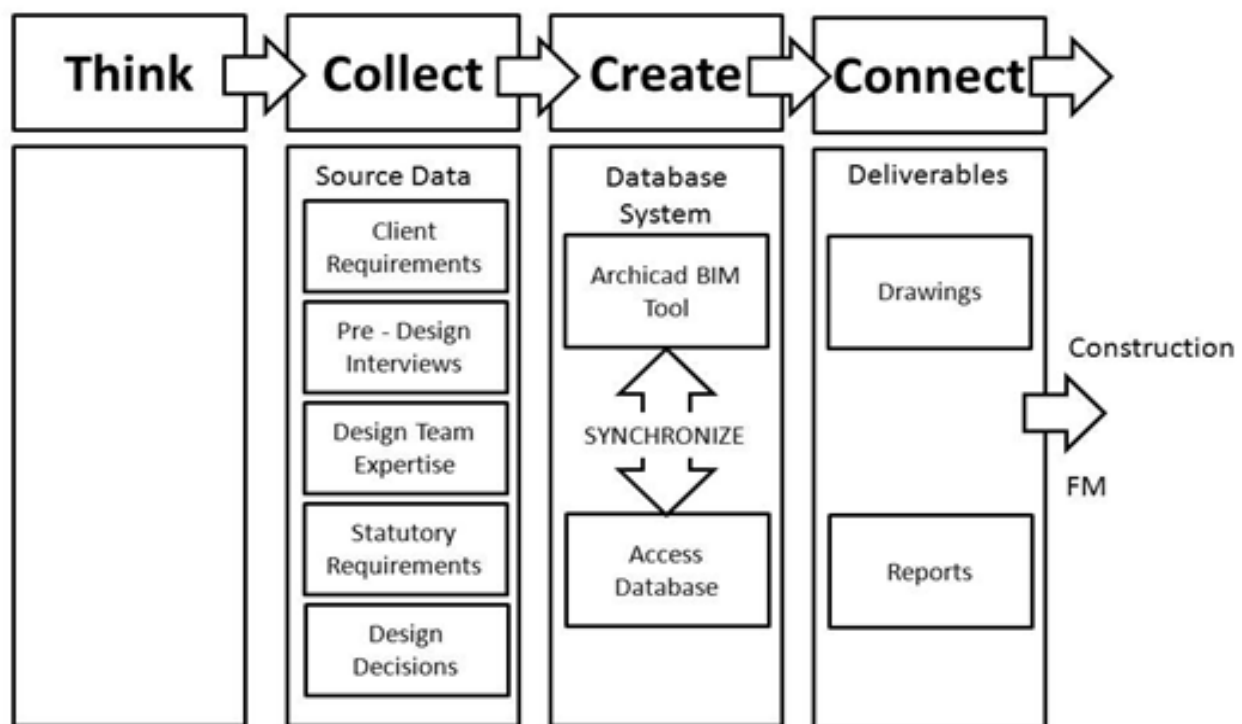 Think
Collect
Create
Connect
Source Data
Client
Requirements
Pre - Design
Interviews
Design Team
Expertise
Statutory
Requirements
Design
Decisions
Database
System
Archicad BIM
Tool
SYNCHRONIZE
Access
Database
Deliverables
Drawings
Reports
Construction
FM